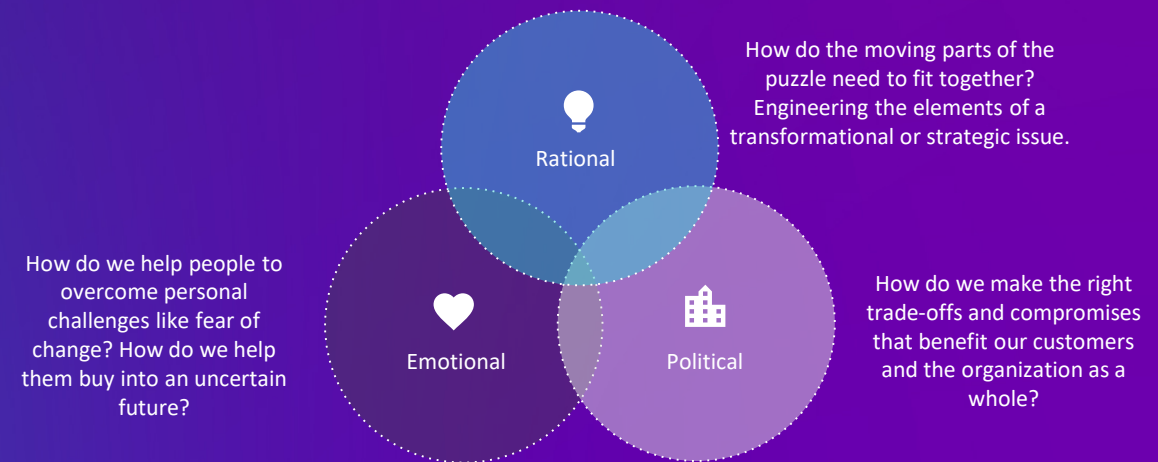 How do the moving parts of the
puzzle need to fit together?
Engineering the elements of a
transformational or strategic issue.
Rational
How do we help people to
overcome personal
challenges like fear of
change? How do we help
them buy into an uncertain
future?
Emotional
Political
How do we make the right
trade-offs and compromises
that benefit our customers
and the organization as a
whole?